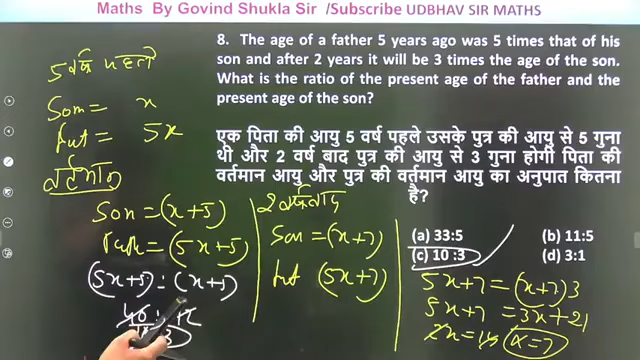 Maths By Govind Shukla Sir /Subscribe UDBHAV SIR MATHS
8. The age of a father 5 years ago was 5 times that of his
son and after 2 years it will be 3 times the age of the son.
What is the ratio of the present age of the father and the
present age of the son?
एक पिता की आयु 5 वर्ष पहले उसके पुत्र की आयु से 5 गुना
थी और 2 वर्ष बाद पुत्र की आयु से 3 गुना होगी पिता की
वर्तमान आयु और पुत्र की वर्तमान आयु का अनुपात कितना
है?
(a) 33:5 (b) 11:5
(c) 10 :3 (d) 3:1
5 वर्ष पहले
Son = x
5x
वर्तमान
Son = (x+5)
(5x+5)
(5x+5) : (x+5)
40 : 12
2 वर्ष बाद
Son = (x+7)
(5x+7)
5x+7 = (x+7)3
5x+7 = 3x+21
2x = 14 x=7